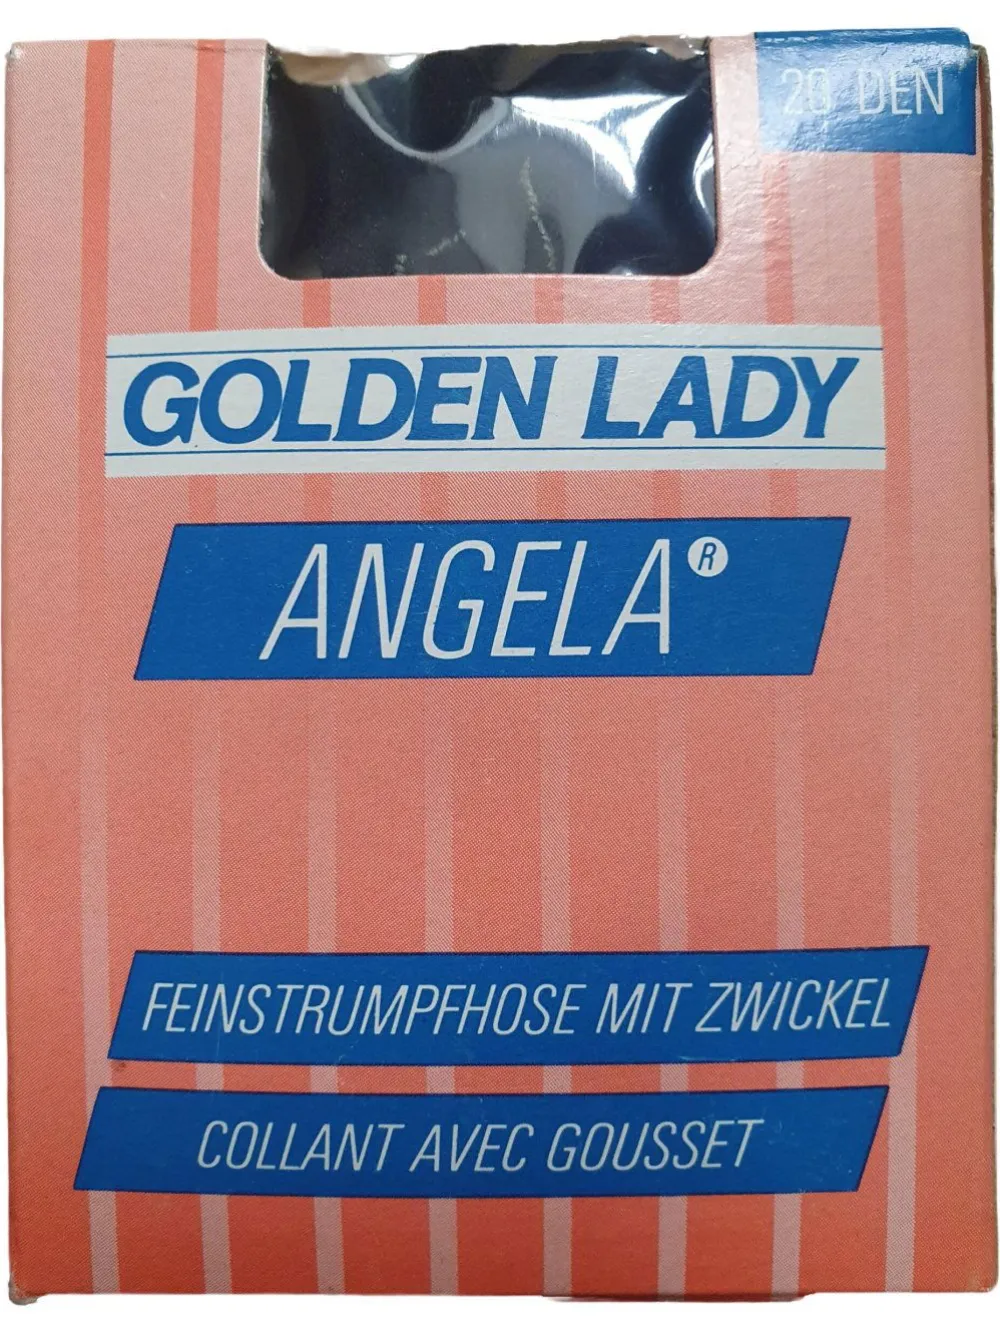 20 DEN
GOLDEN LADY
ANGELA®
FEINSTRUMPFHOSE MIT ZWICKEL
COLLANT AVEC GOUSSET